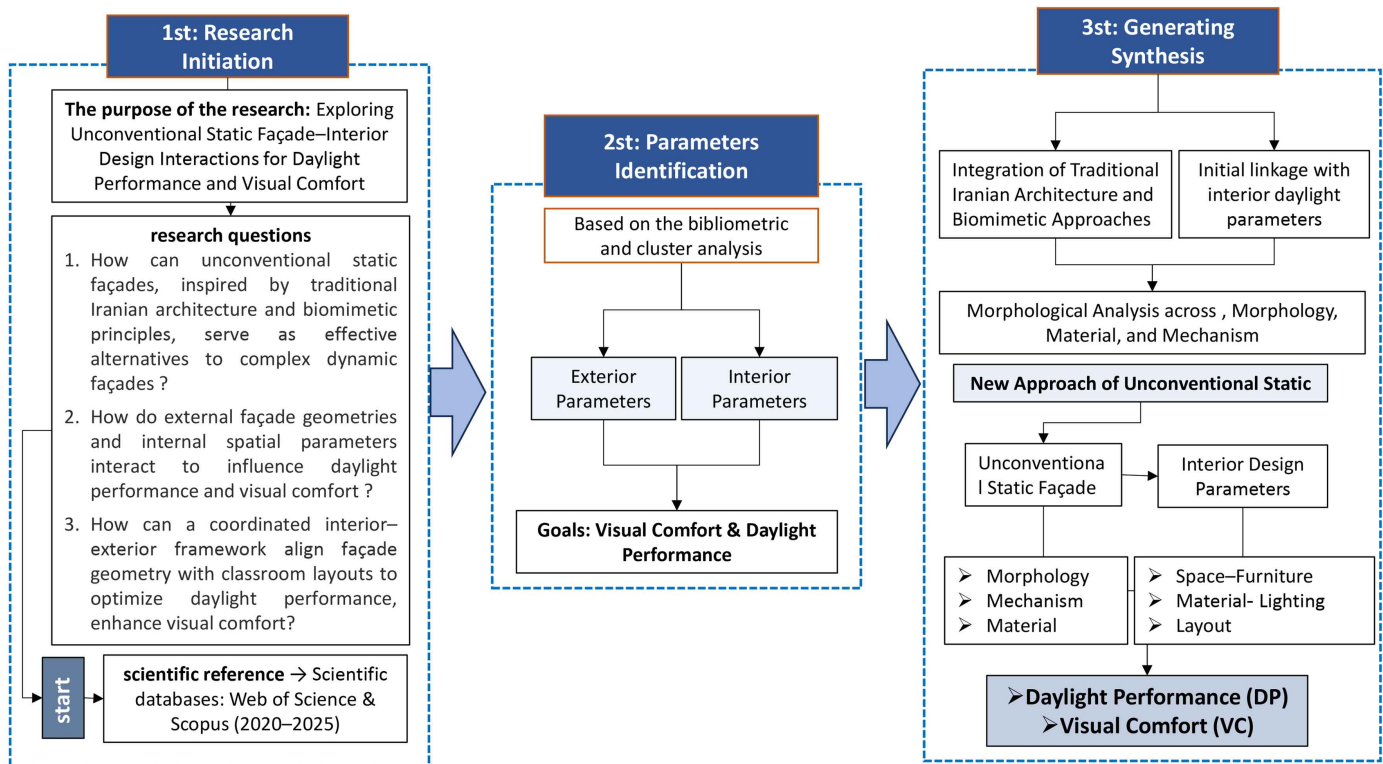 1st: Research
Initiation
The purpose of the research: Exploring
Unconventional Static Façade–Interior
Design Interactions for Daylight
Performance and Visual Comfort
research questions
1. How can unconventional static
façades, inspired by traditional
Iranian architecture and biomimetic
principles, serve as effective
alternatives to complex dynamic
façades ?
2. How do external façade geometries
and internal spatial parameters
interact to influence daylight
performance and visual comfort ?
3. How can a coordinated interior–
exterior framework align façade
geometry with classroom layouts to
optimize daylight performance,
enhance visual comfort?
start
scientific reference → Scientific
databases: Web of Science &
Scopus (2020–2025)
2st: Parameters
Identification
Based on the bibliometric
and cluster analysis
Exterior
Parameters
Interior
Parameters
Goals: Visual Comfort & Daylight
Performance
3st: Generating
Synthesis
Integration of Traditional
Iranian Architecture and
Biomimetic Approaches
Initial linkage with
interior daylight
parameters
Morphological Analysis across , Morphology,
Material, and Mechanism
New Approach of Unconventional Static
Unconventiona
l Static Façade
Interior Design
Parameters
➢ Morphology
➢ Mechanism
➢ Material
➢ Space–Furniture
➢ Material- Lighting
➢ Layout
➢Daylight Performance (DP)
➢Visual Comfort (VC)